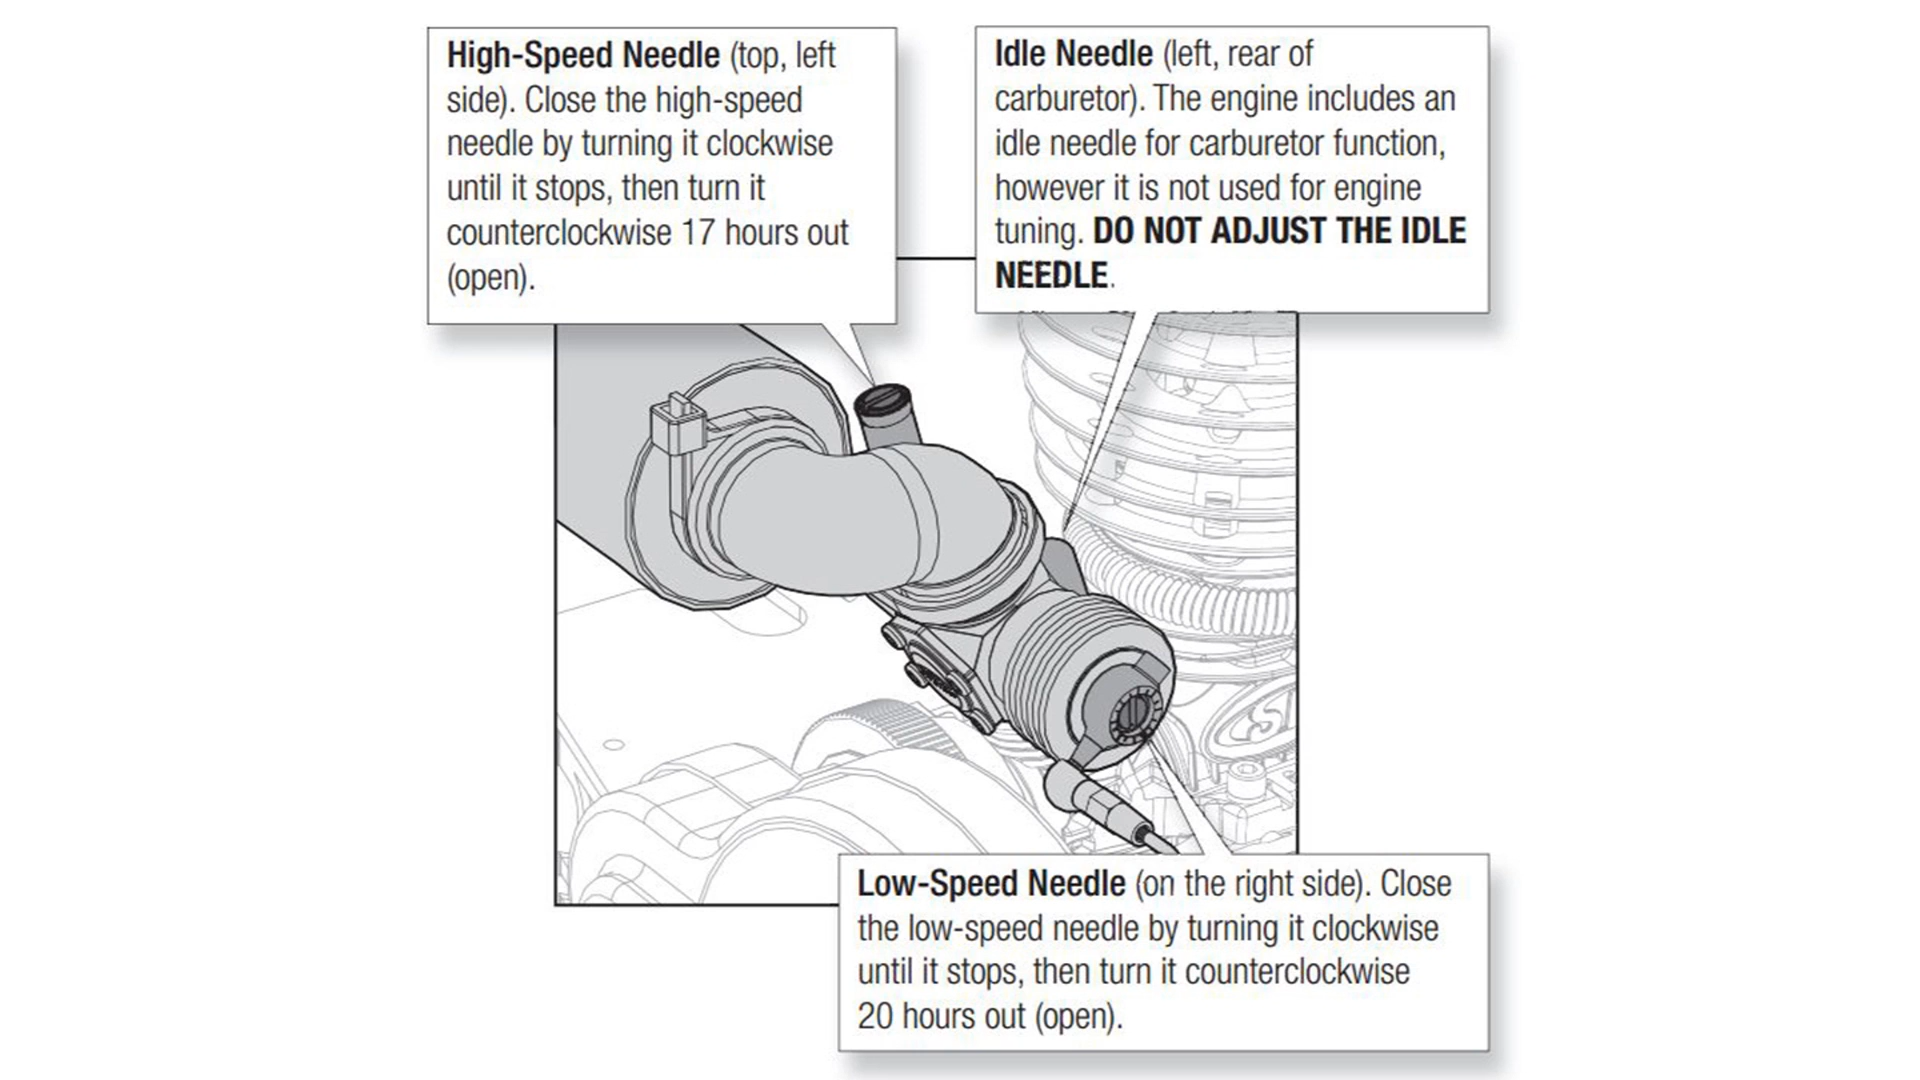 High-Speed Needle (top, left
side). Close the high-speed
needle by turning it clockwise
until it stops, then turn it
counterclockwise 17 hours out
(open).
Idle Needle (left, rear of
carburetor). The engine includes an
idle needle for carburetor function,
however it is not used for engine
tuning. DO NOT ADJUST THE IDLE
NEEDLE.
Low-Speed Needle (on the right side). Close
the low-speed needle by turning it clockwise
until it stops, then turn it counterclockwise
20 hours out (open).